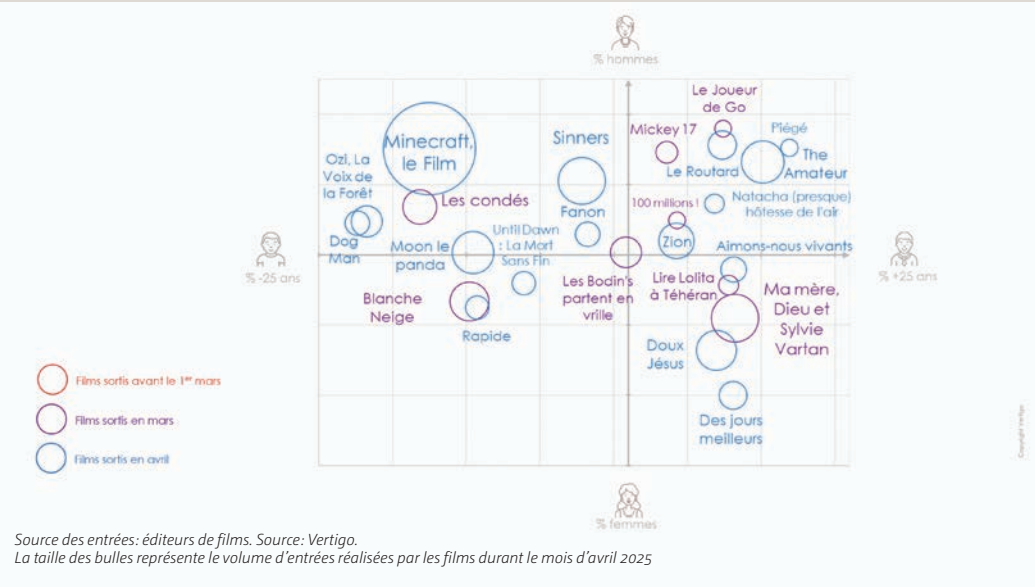 % hommes
Le Joueur
de Go
Mickey 17
Piégé
Minecraft,
le Film
Sinners
The
Amateur
Le Routard
Ozi, La
Voix de
la Forêt
Les condés
100 millions !
Natacha (presque)
hôtesse de l'air
Fanon
Dog
Man
Moon le
panda
Until Dawn
: La Mort
Sans Fin
Zion
Aimons-nous vivants
% -25 ans
% +25 ans
Les Bodin's
partent en
vrille
Lire Lolita
à Téhéran
Ma mère,
Dieu et
Sylvie
Vartan
Blanche
Neige
Rapide
Doux
Jésus
Des jours
meilleurs
Films sortis avant le 1er mars
Films sortis en mars
Films sortis en avril
% femmes
Copyright Vertigo
Source des entrées: éditeurs de films. Source: Vertigo.
La taille des bulles représente le volume d'entrées réalisées par les films durant le mois d'avril 2025